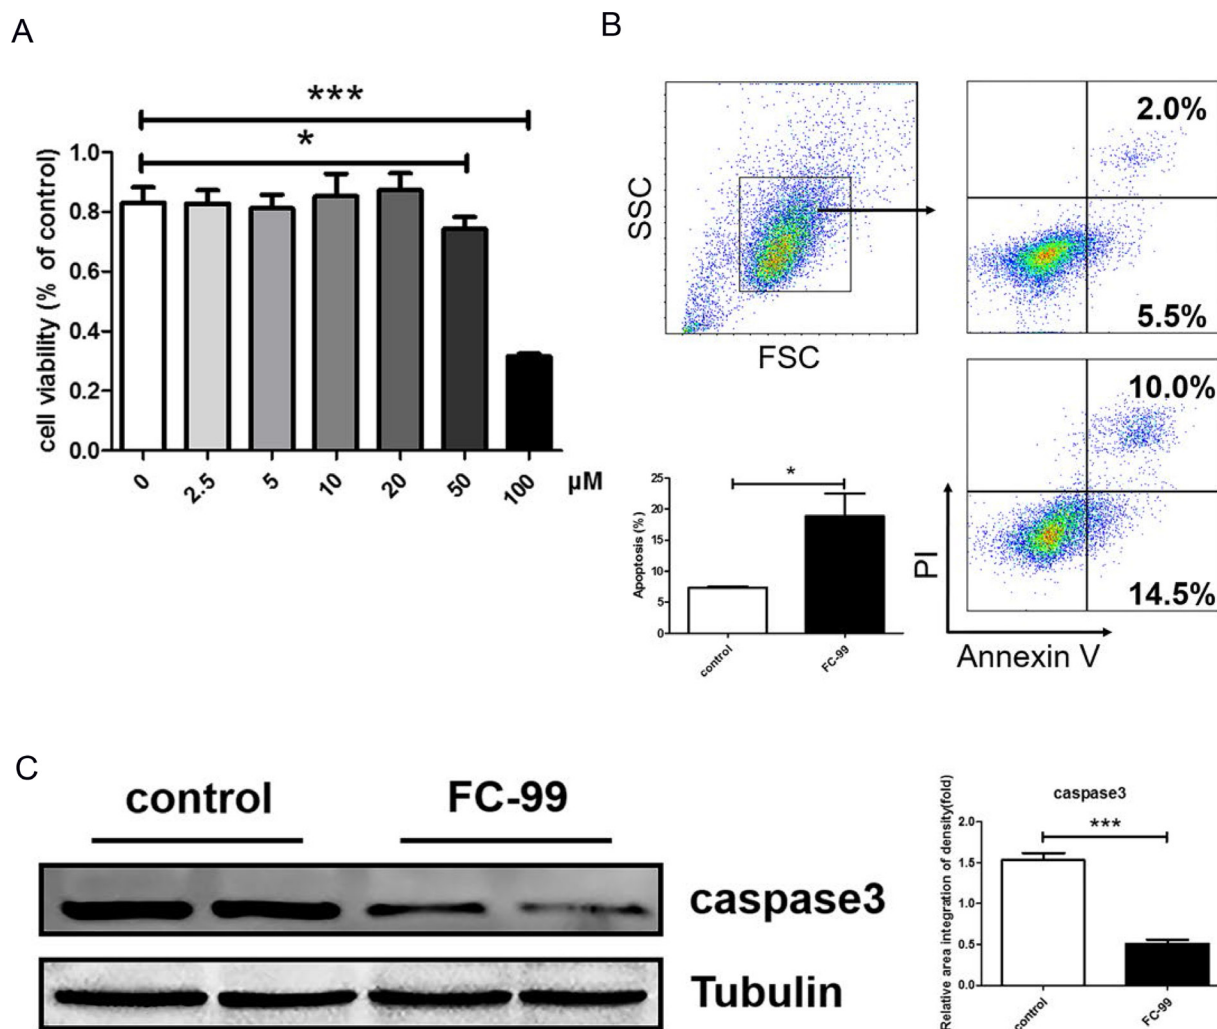 A
***
*
1.0
0.8
0.6
0.4
0.2
0.0
cell viability (% of control)
0
2.5
5
10
20
50
100
µM
B
SSC
FSC
2.0%
5.5%
10.0%
14.5%
PI
Annexin V
*
25
20
15
10
5
0
Apoptosis (%)
control
FC-99
C
control
FC-99
caspase3
Tubulin
caspase3
***
2.0
1.5
1.0
0.5
0.0
Relative area integration of density(fold)
control
FC-99